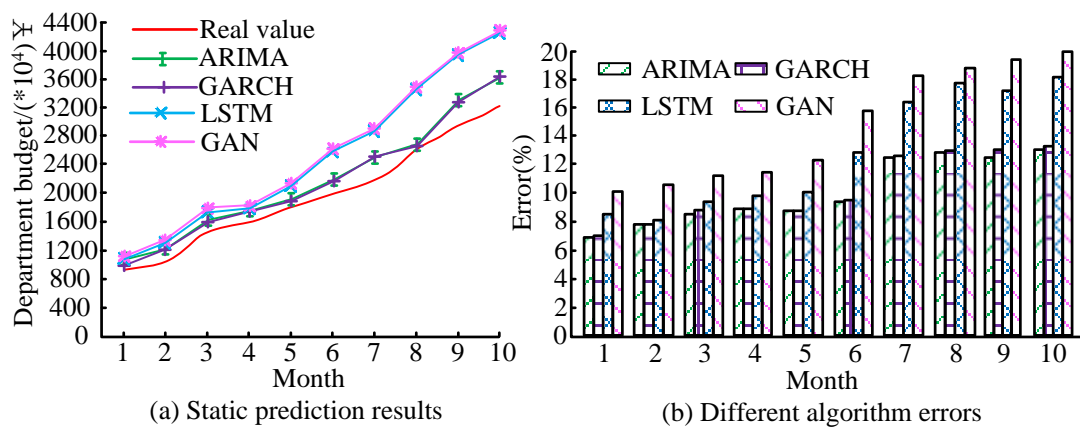 Department budget/(*10^4)￥
4400
4000
3600
3200
2800
2400
2000
1600
1200
800
400
0
Real value
ARIMA
GARCH
LSTM
GAN
1 2 3 4 5 6 7 8 9 10
Month
(a) Static prediction results
Error(%)
20
18
16
14
12
10
8
6
4
2
0
ARIMA GARCH
LSTM GAN
1 2 3 4 5 6 7 8 9 10
Month
(b) Different algorithm errors